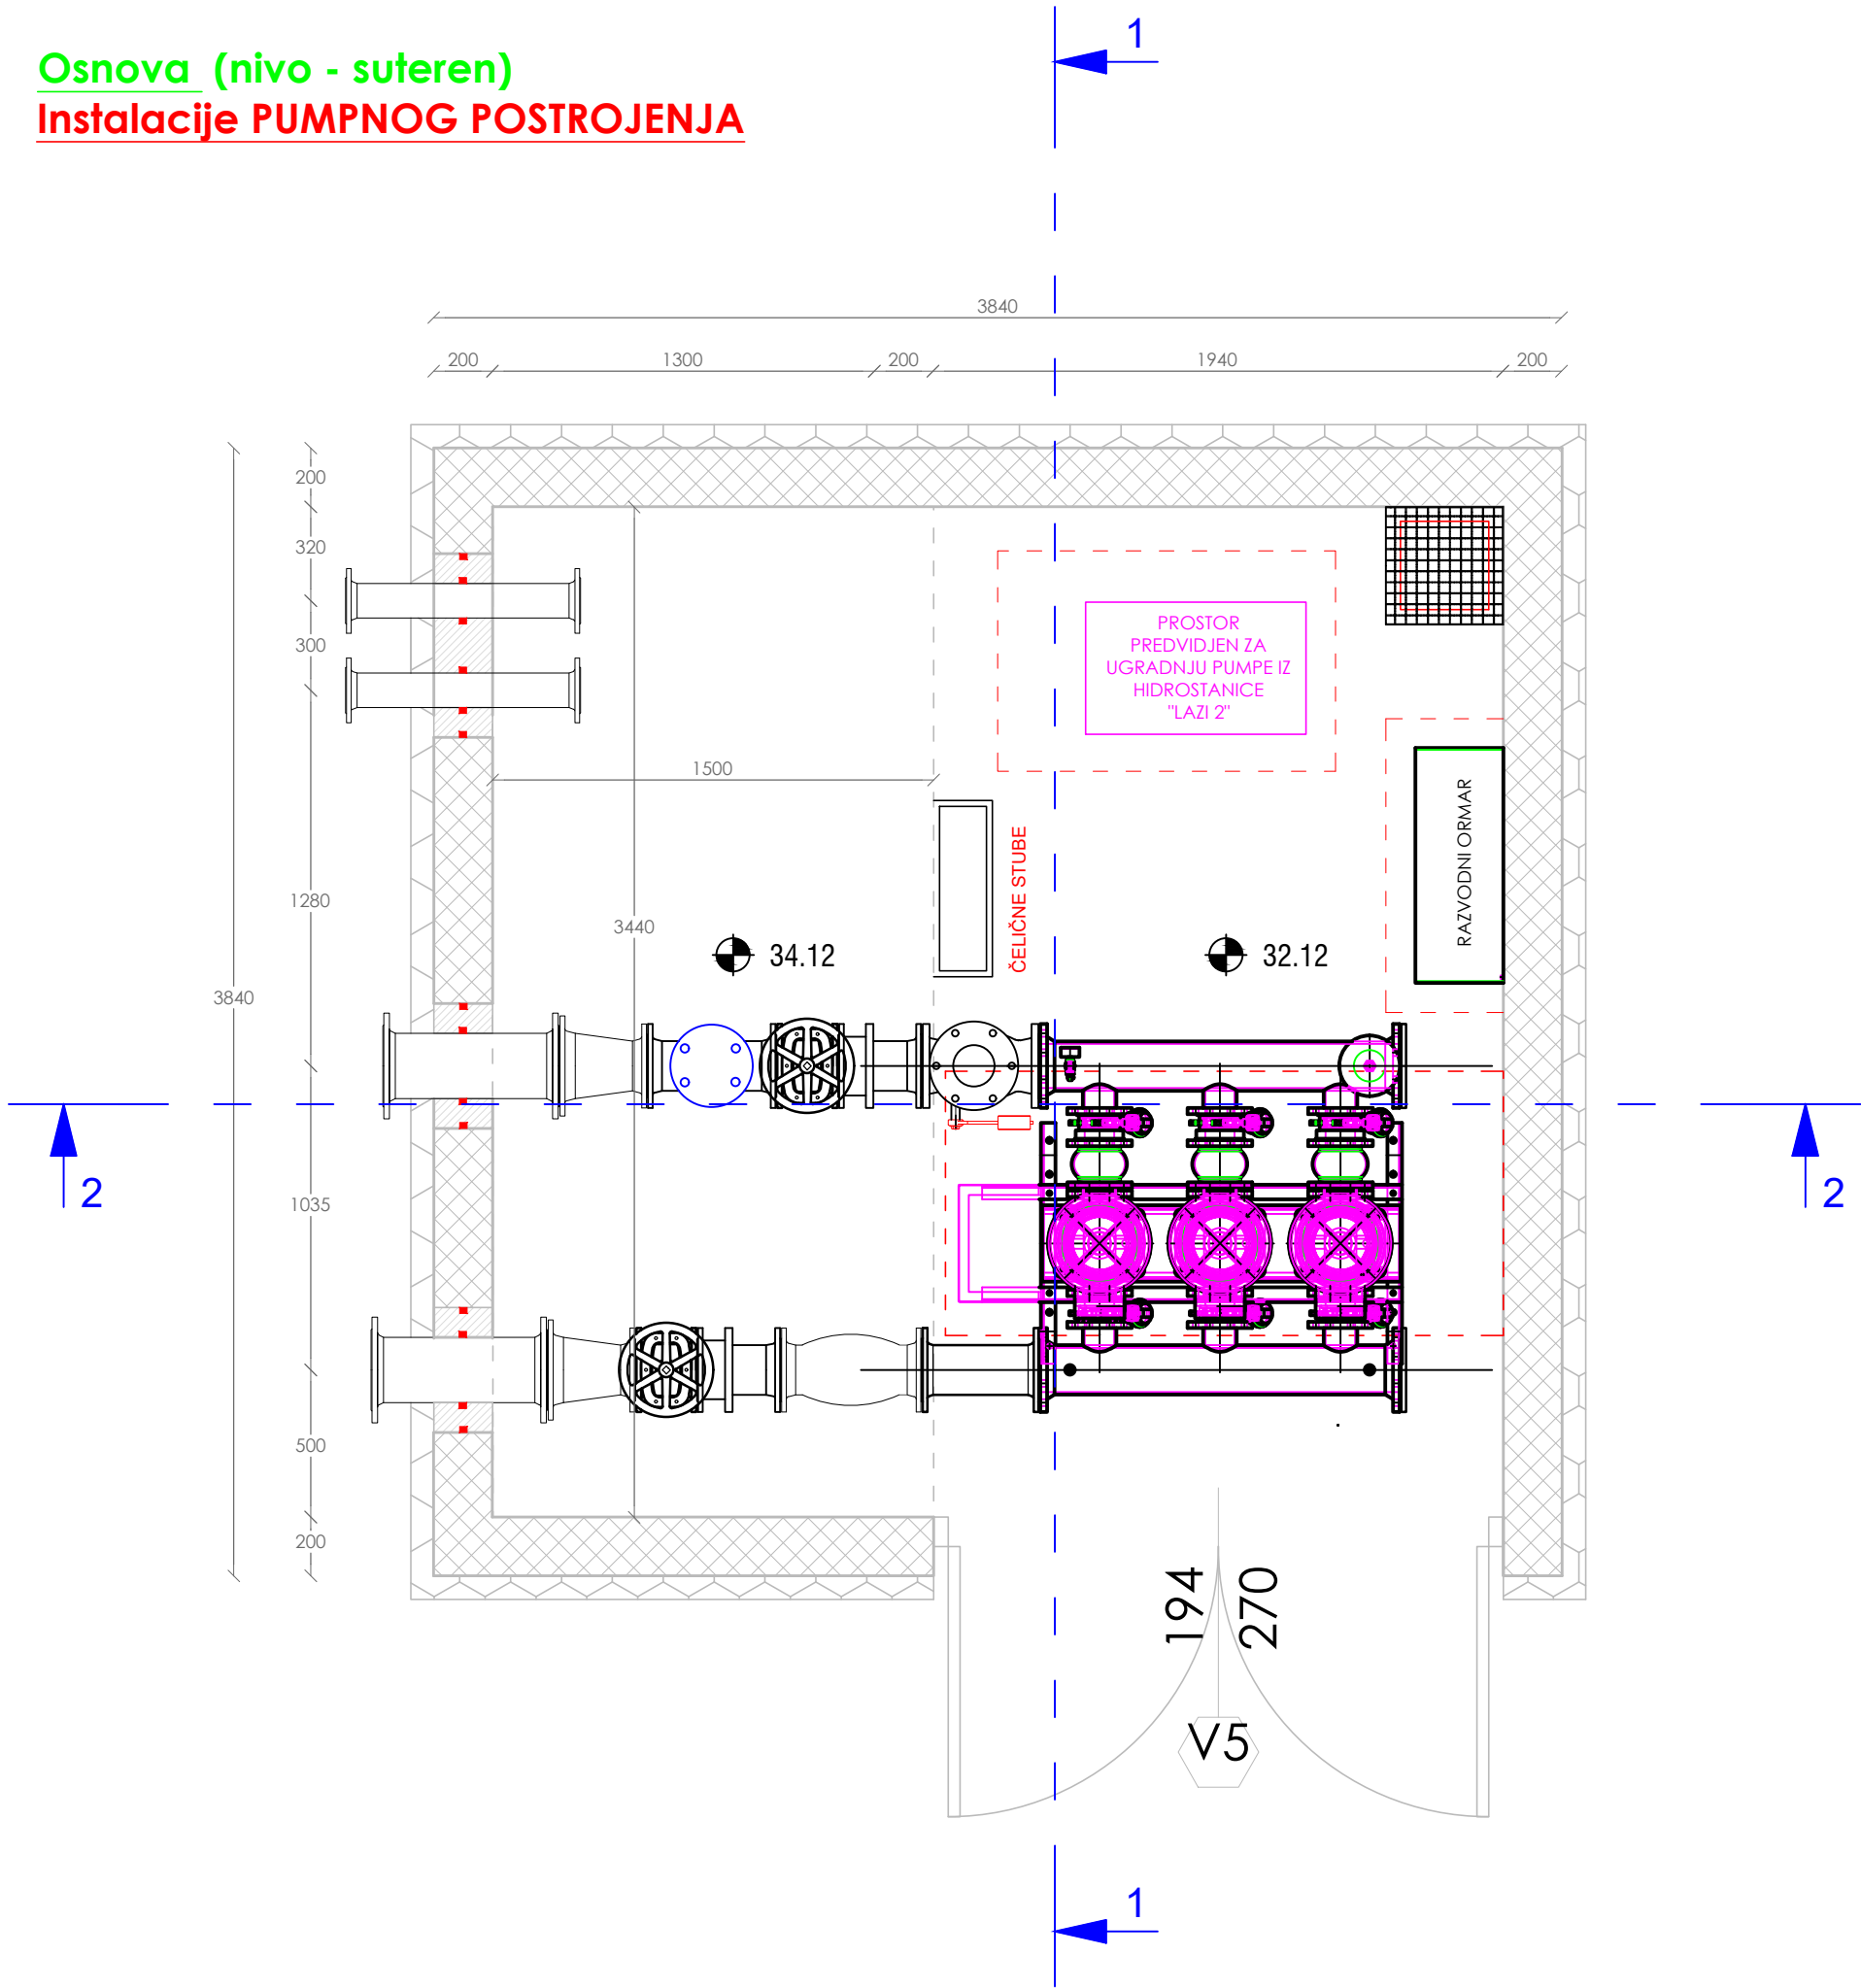 1
Osnova (nivo - suteren)
Instalacije PUMPNOG POSTROJENJA
3840
200
1300
200
1940
200
200
320
300
1280
3840
1035
500
200
3440
1500
PROSTOR
PREDVIDJEN ZA
UGRADNJU PUMPE IZ
HIDROSTANICE
"LAZI 2"
ČELIČNE STUBE
RAZVODNI ORMAR
34.12
32.12
2
2
194
270
V5
1